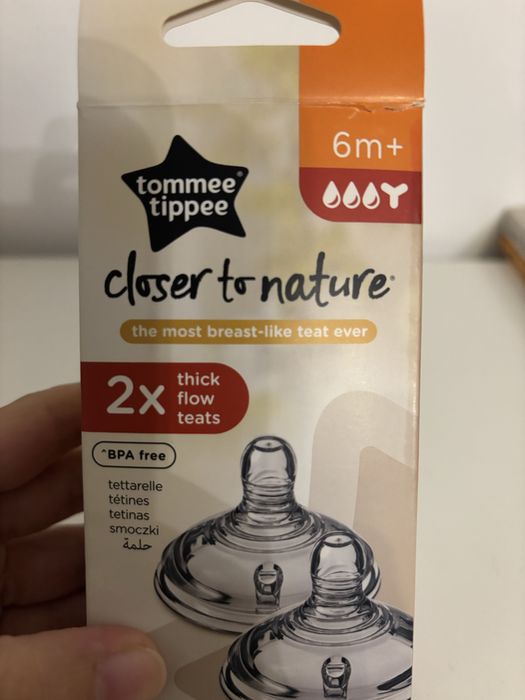 6m+
tommee®
tippee
closer to nature®
the most breast-like teat ever
2x
thick
flow
teats
^BPA free
tettarelle
tétines
tetinas
smoczki
حلمة